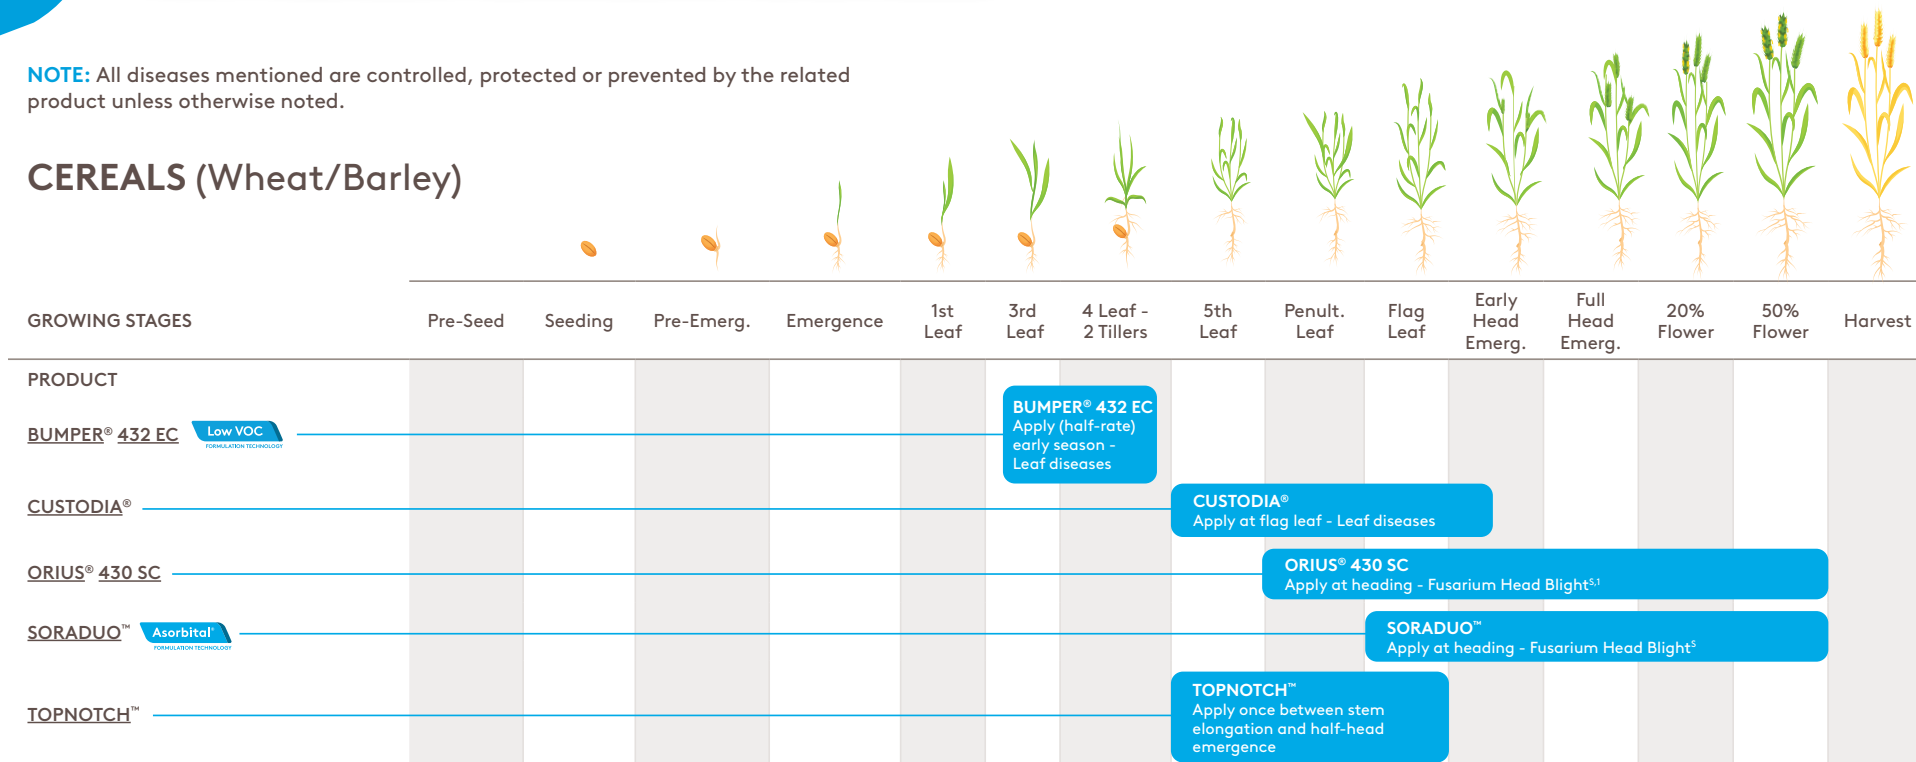 NOTE: All diseases mentioned are controlled, protected or prevented by the related
product unless otherwise noted.
CEREALS (Wheat/Barley)
GROWING STAGES
Pre-Seed
Seeding
Pre-Emerg.
Emergence
1st
Leaf
3rd
Leaf
4 Leaf -
2 Tillers
5th
Leaf
Penult.
Leaf
Flag
Leaf
Early
Head
Emerg.
Full
Head
Emerg.
20%
Flower
50%
Flower
Harvest
PRODUCT
BUMPER® 432 EC
Low VOC
FORMULATION TECHNOLOGY
BUMPER® 432 EC
Apply (half-rate)
early season -
Leaf diseases
CUSTODIA®
CUSTODIA®
Apply at flag leaf - Leaf diseases
ORIUS® 430 SC
ORIUS® 430 SC
Apply at heading - Fusarium Head Blight^S,1
SORADUO™
Asorbital®
FORMULATION TECHNOLOGY
SORADUO™
Apply at heading - Fusarium Head Blight^S
TOPNOTCH™
TOPNOTCH™
Apply once between stem
elongation and half-head
emergence